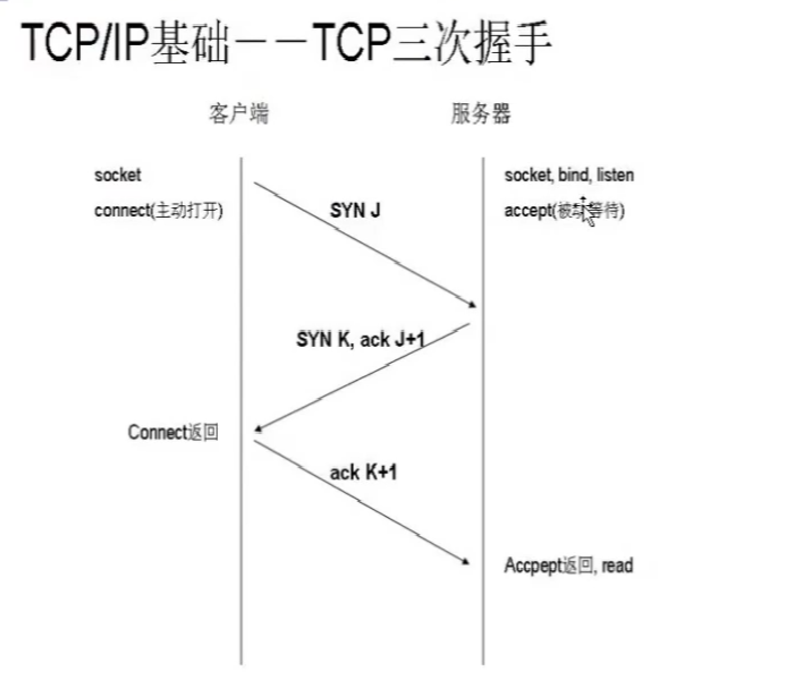 TCP/IP基础－－TCP三次握手
客户端
服务器
socket
socket, bind, listen
connect(主动打开)
SYN J
accept(被动等待)
SYN K, ack J+1
Connect返回
ack K+1
Accpept返回, read